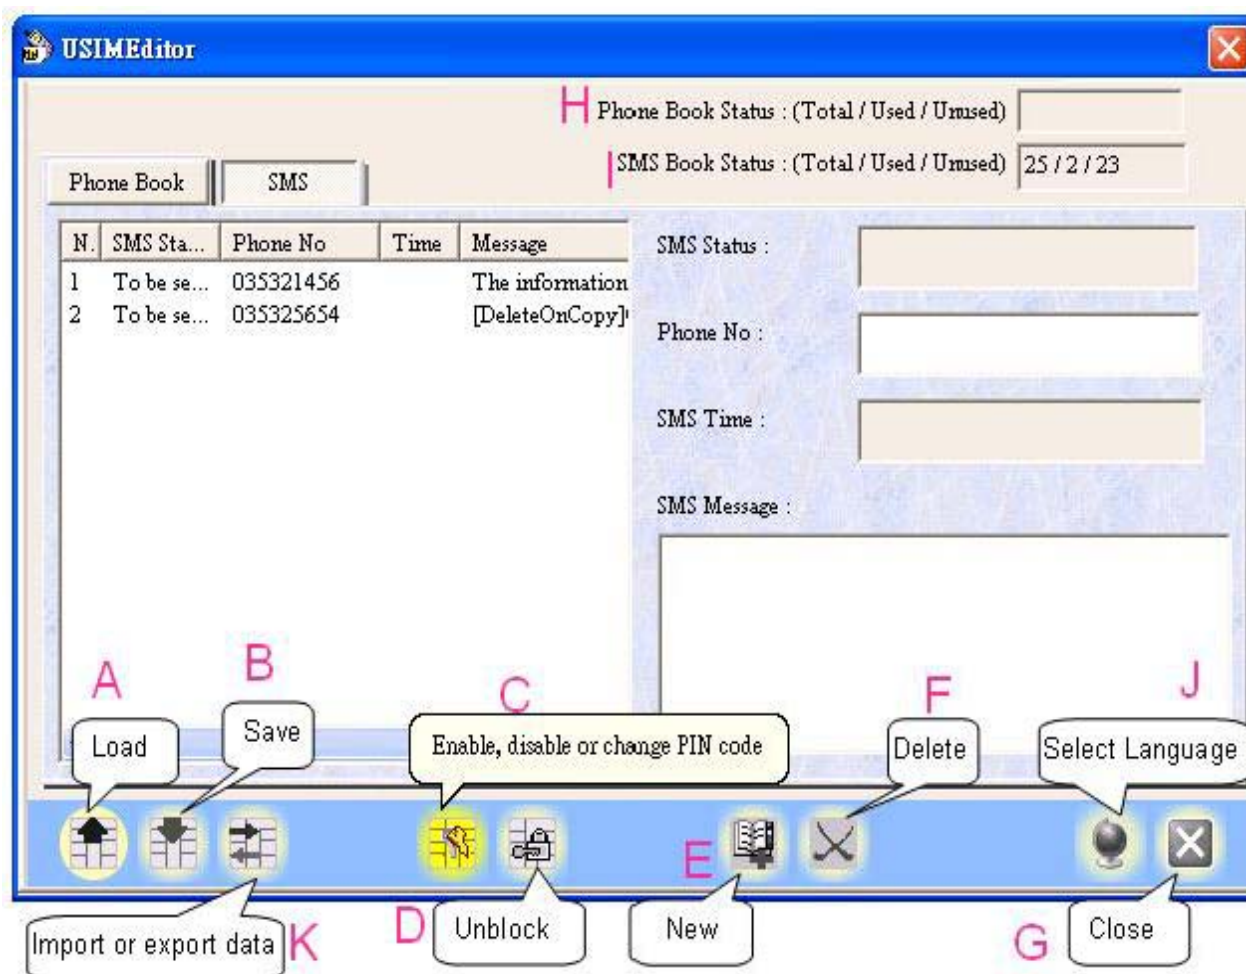 USIMEditor
H Phone Book Status : (Total / Used / Unused)
I SMS Book Status : (Total / Used / Unused) 25 / 2 / 23
Phone Book SMS
N. SMS Sta... Phone No Time Message
1 To be se... 035321456 The information
2 To be se... 035325654 [DeleteOnCopy]
SMS Status :
Phone No :
SMS Time :
SMS Message :
A B C F J
Load Save Enable, disable or change PIN code Delete Select Language
E
Import or export data K D Unblock New G Close